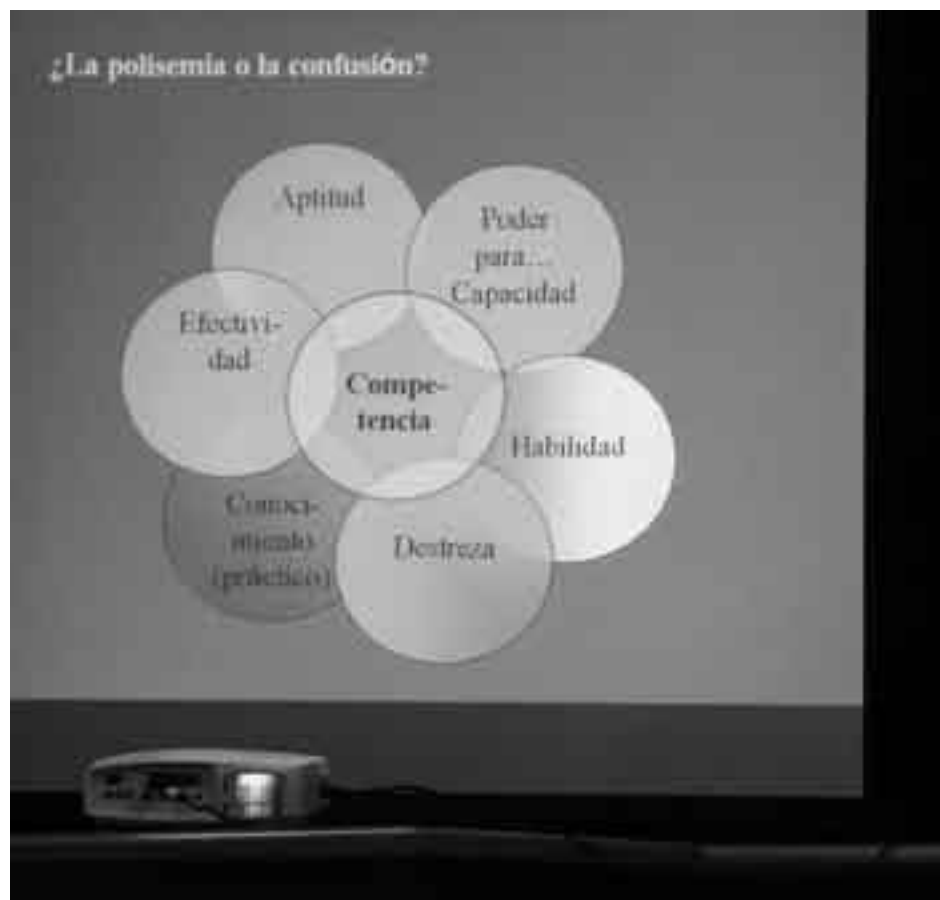 ¿La polisemia o la confusión?
Aptitud
Poder
para...
Capacidad
Efectivi-
dad
Compe-
tencia
Habilidad
Conoci-
miento
(práctico)
Destreza